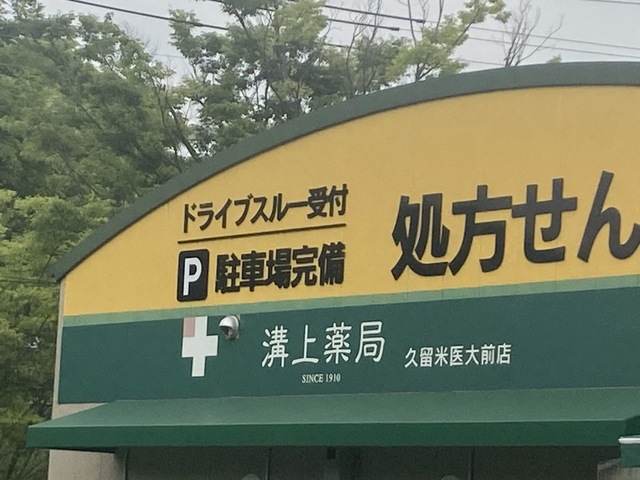 ドライブスルー受付
P 駐車場完備
処方せん
溝上薬局
久留米医大前店
SINCE 1910